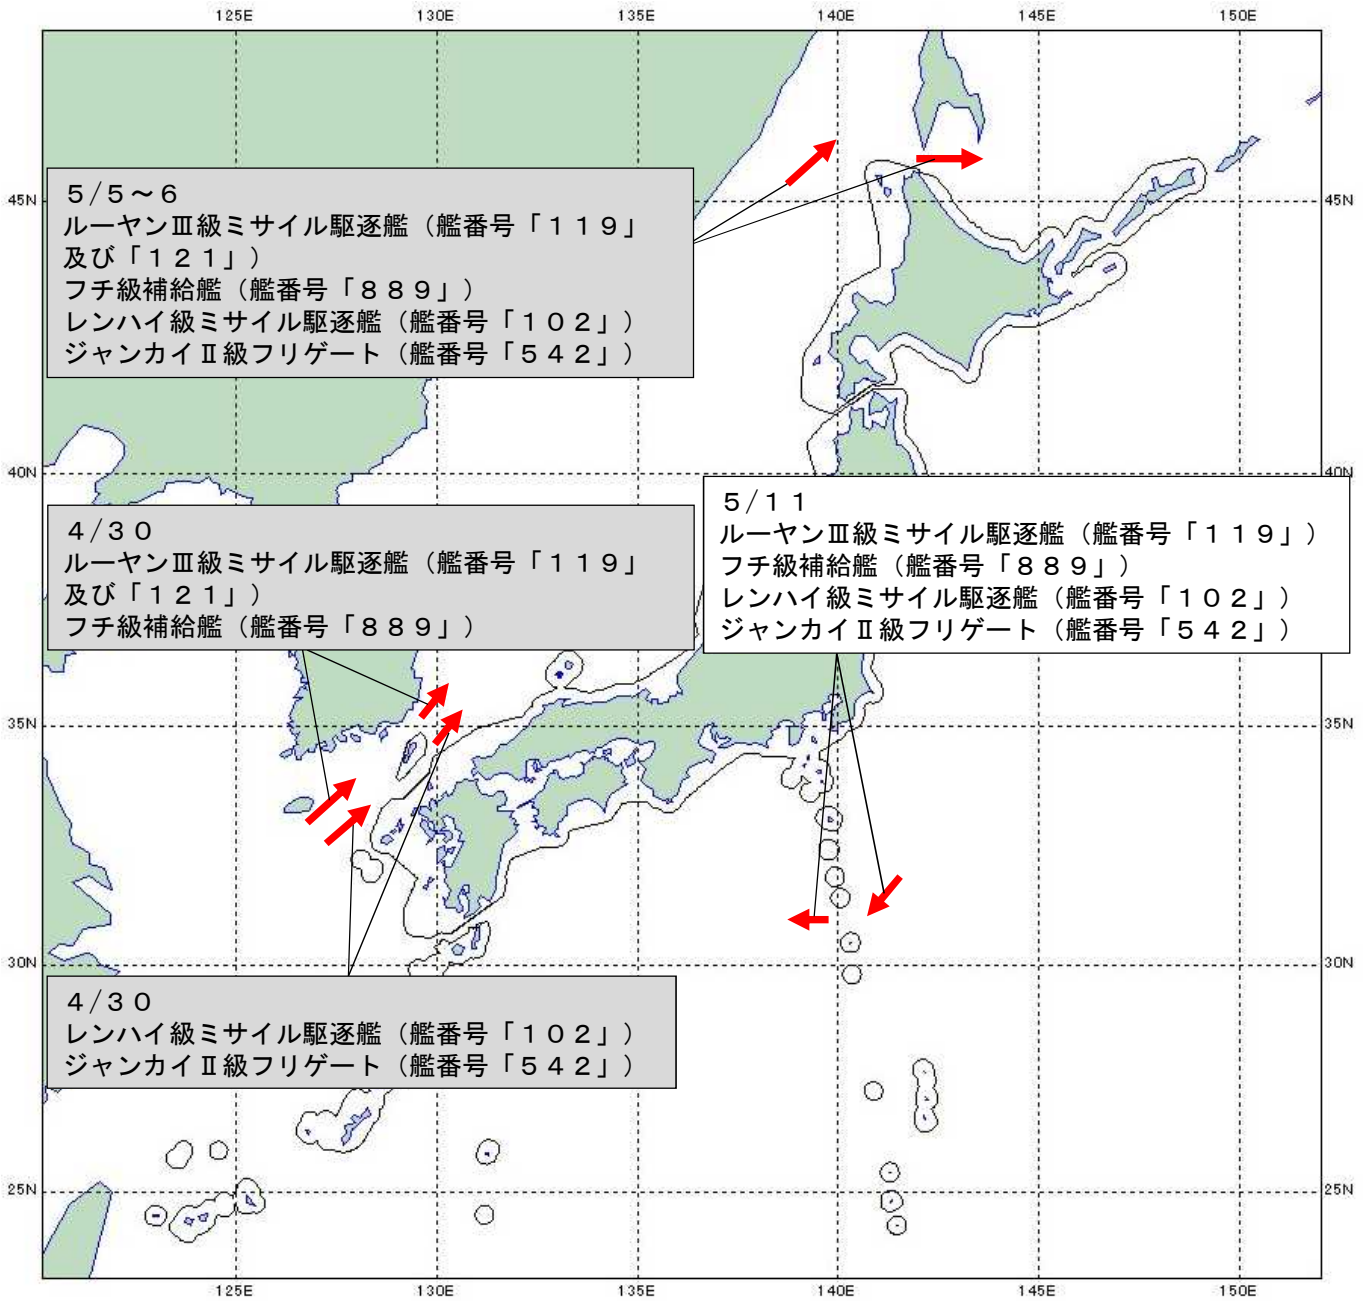 125E 130E 135E 140E 145E 150E
5/5～6
ルーヤンⅢ級ミサイル駆逐艦（艦番号「１１９」
及び「１２１」）
フチ級補給艦（艦番号「８８９」）
レンハイ級ミサイル駆逐艦（艦番号「１０２」）
ジャンカイⅡ級フリゲート（艦番号「５４２」）
45N 45N
40N 40N
4/３０
ルーヤンⅢ級ミサイル駆逐艦（艦番号「１１９」
及び「１２１」）
フチ級補給艦（艦番号「８８９」）
５/１１
ルーヤンⅢ級ミサイル駆逐艦（艦番号「１１９」）
フチ級補給艦（艦番号「８８９」）
レンハイ級ミサイル駆逐艦（艦番号「１０２」）
ジャンカイⅡ級フリゲート（艦番号「５４２」）
35N 35N
30N 30N
4/３０
レンハイ級ミサイル駆逐艦（艦番号「１０２」）
ジャンカイⅡ級フリゲート（艦番号「５４２」）
25N 25N
125E 130E 135E 140E 145E 150E